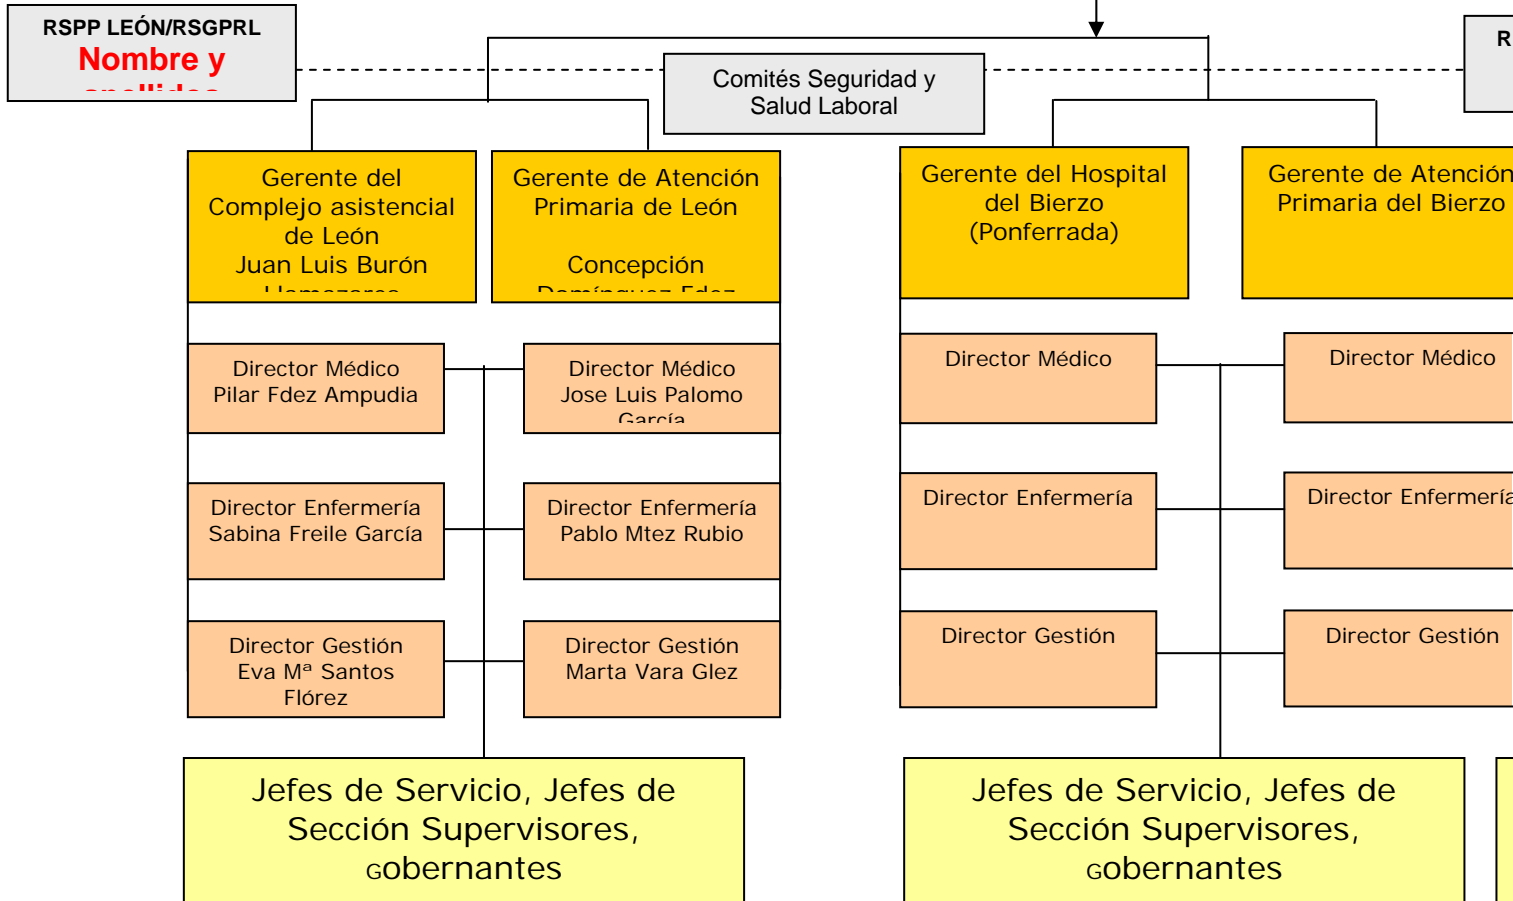 RSPP LEÓN/RSGPRL
Nombre y
apellidos
R
Comités Seguridad y
Salud Laboral
Gerente del
Complejo asistencial
de León
Juan Luis Burón
Llamazares
Gerente de Atención
Primaria de León
Concepción
Domínguez Fdez
Gerente del Hospital
del Bierzo
(Ponferrada)
Gerente de Atención
Primaria del Bierzo
Director Médico
Pilar Fdez Ampudia
Director Médico
Jose Luis Palomo
García
Director Médico
Director Médico
Director Enfermería
Sabina Freile García
Director Enfermería
Pablo Mtez Rubio
Director Enfermería
Director Enfermería
Director Gestión
Eva Mª Santos
Flórez
Director Gestión
Marta Vara Glez
Director Gestión
Director Gestión
Jefes de Servicio, Jefes de
Sección Supervisores,
Gobernantes
Jefes de Servicio, Jefes de
Sección Supervisores,
Gobernantes